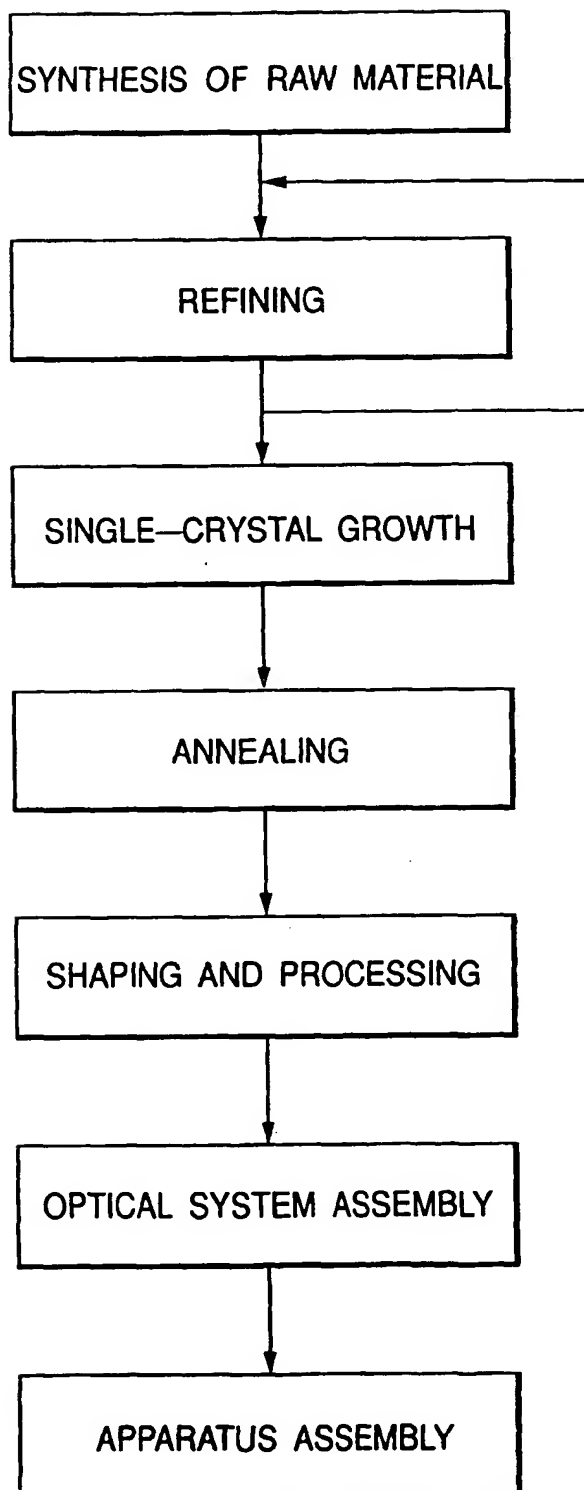 SYNTHESIS OF RAW MATERIAL
REFINING
SINGLE—CRYSTAL GROWTH
ANNEALING
SHAPING AND PROCESSING
OPTICAL SYSTEM ASSEMBLY
APPARATUS ASSEMBLY